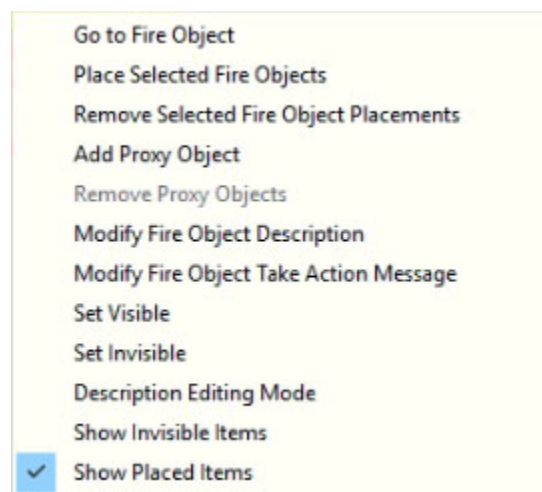 Go to Fire Object
Place Selected Fire Objects
Remove Selected Fire Object Placements
Add Proxy Object
Remove Proxy Objects
Modify Fire Object Description
Modify Fire Object Take Action Message
Set Visible
Set Invisible
Description Editing Mode
Show Invisible Items
Show Placed Items